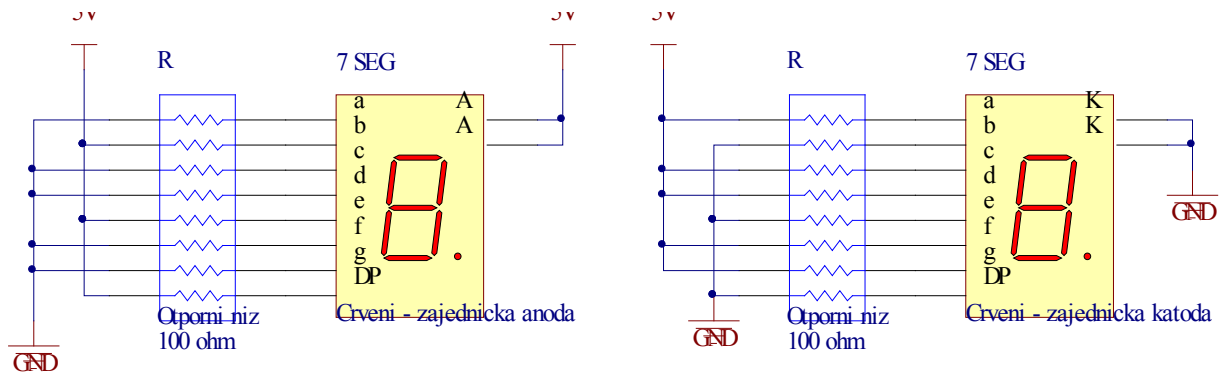 5V
5V
R
7 SEG
a
b
c
d
e
f
g
DP
A
A
Otporni niz
100 ohm
Crveni - zajednicka anoda
GND
5V
R
7 SEG
a
b
c
d
e
f
g
DP
K
K
GND
Otporni niz
100 ohm
Crveni - zajednicka katoda
GND